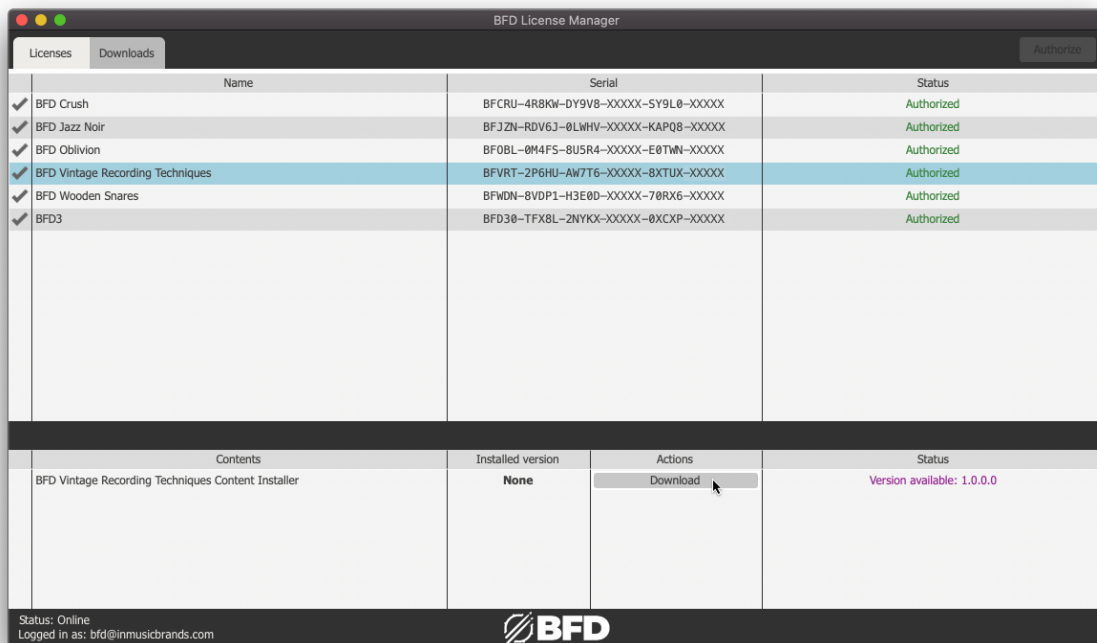 BFD License Manager
Licenses Downloads Authorize
Name Serial Status
BFD Crush BFCRU-4R8KW-DY9V8-XXXXX-SY9L0-XXXXX Authorized
BFD Jazz Noir BFJZN-RDV6J-0LWHV-XXXXX-KAPQ8-XXXXX Authorized
BFD Oblivion BFOBL-0M4FS-8U5R4-XXXXX-E0TWN-XXXXX Authorized
BFD Vintage Recording Techniques BFVRT-2P6HU-AW7T6-XXXXX-8XTUX-XXXXX Authorized
BFD Wooden Snares BFWDN-8VDP1-H3E0D-XXXXX-70RX6-XXXXX Authorized
BFD3 BFD30-TFX8L-2NYKX-XXXXX-0XCXP-XXXXX Authorized
Contents Installed version Actions Status
BFD Vintage Recording Techniques Content Installer None Download Version available: 1.0.0.0
Status: Online
Logged in as: bfd@inmusicbrands.com
BFD